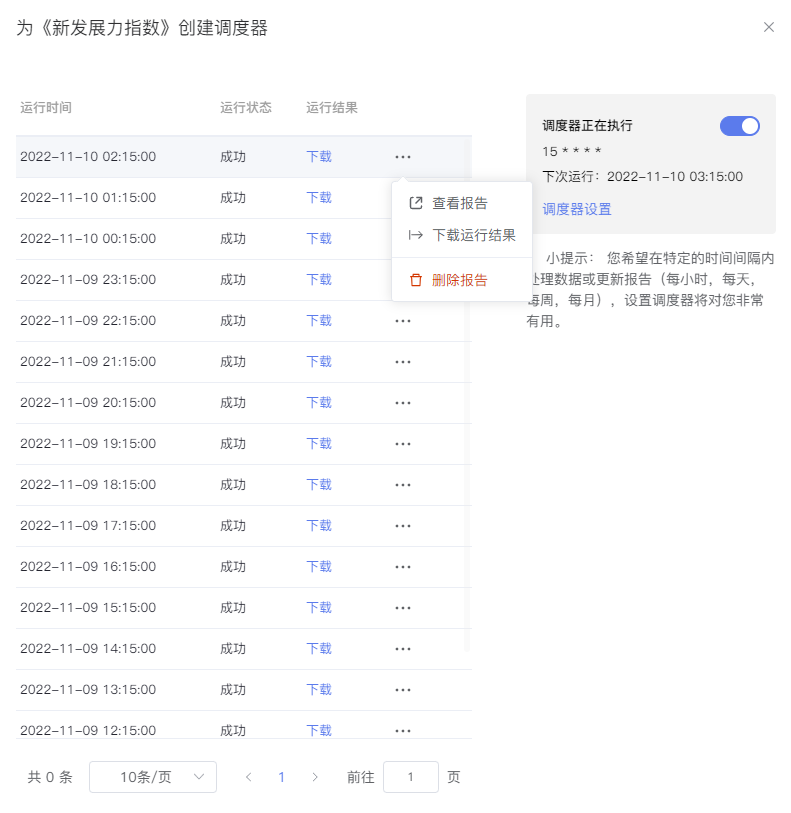 为《新发展力指数》创建调度器
运行时间 运行状态 运行结果
2022-11-10 02:15:00 成功 下载 ···
2022-11-10 01:15:00 成功 下载
2022-11-10 00:15:00 成功 下载
2022-11-09 23:15:00 成功 下载
2022-11-09 22:15:00 成功 下载 ···
2022-11-09 21:15:00 成功 下载 ···
2022-11-09 20:15:00 成功 下载 ···
2022-11-09 19:15:00 成功 下载 ···
2022-11-09 18:15:00 成功 下载 ···
2022-11-09 17:15:00 成功 下载 ···
2022-11-09 16:15:00 成功 下载 ···
2022-11-09 15:15:00 成功 下载 ···
2022-11-09 14:15:00 成功 下载 ···
2022-11-09 13:15:00 成功 下载 ···
2022-11-09 12:15:00 成功 下载 ···
查看报告
下载运行结果
删除报告
共 0 条 10条/页 1 前往 1 页
调度器正在执行
15 * * * *
下次运行：2022-11-10 03:15:00
调度器设置
小提示： 您希望在特定的时间间隔内
处理数据或更新报告（每小时，每天，
每周，每月），设置调度器将对您非常
有用。